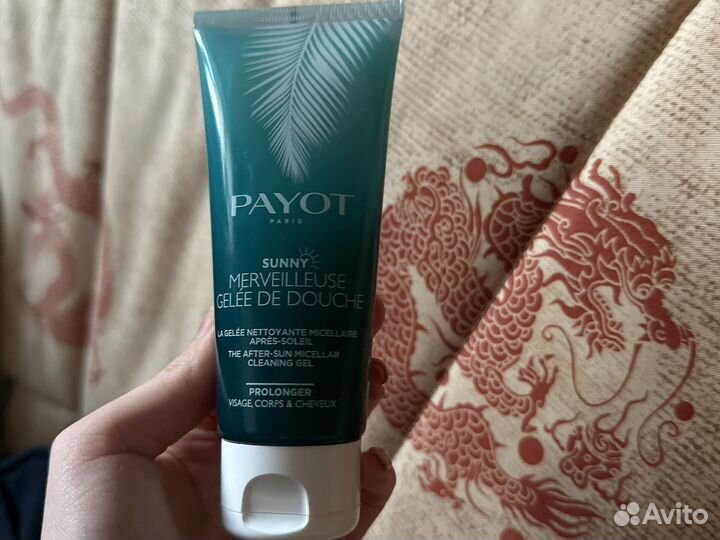 PAYOT
PARIS
SUNNY
MERVEILLEUSE
GELÉE DE DOUCHE
LA GELÉE NETTOYANTE MICELLAIRE
APRÈS-SOLEIL
THE AFTER-SUN MICELLAR
CLEANING GEL
PROLONGER
VISAGE, CORPS & CHEVEUX
Avito